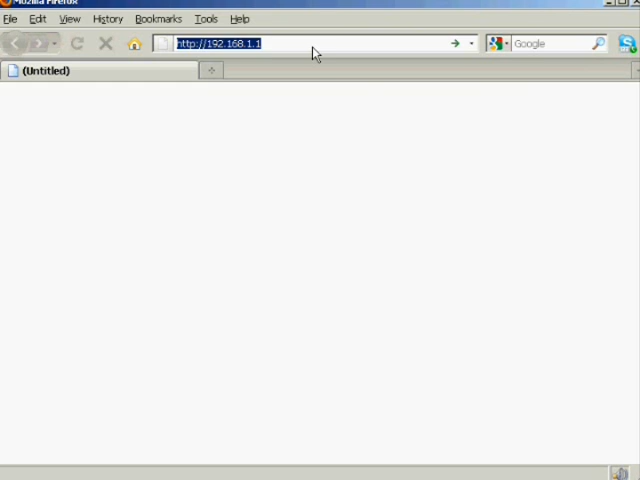 Mozilla Firefox
File Edit View History Bookmarks Tools Help
http://192.168.1.1 Google
(Untitled)